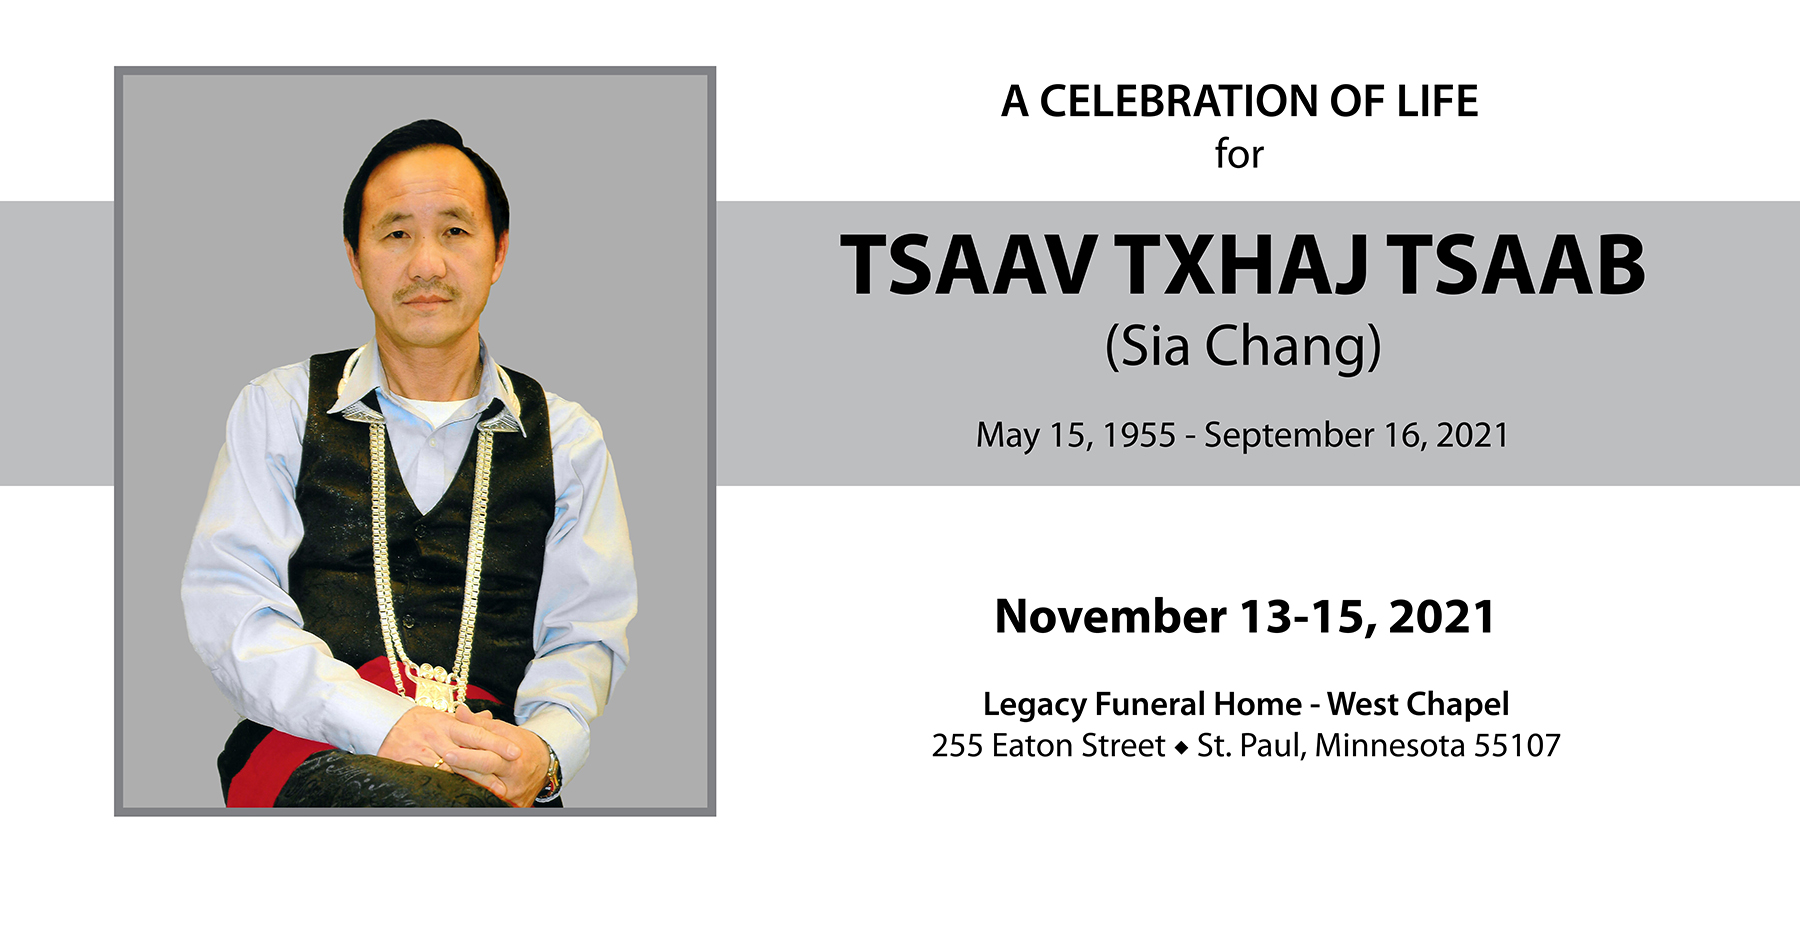 A CELEBRATION OF LIFE
for
TSAAV TXHAJ TSAAB
(Sia Chang)
May 15, 1955 - September 16, 2021
November 13-15, 2021
Legacy Funeral Home - West Chapel
255 Eaton Street ◆ St. Paul, Minnesota 55107